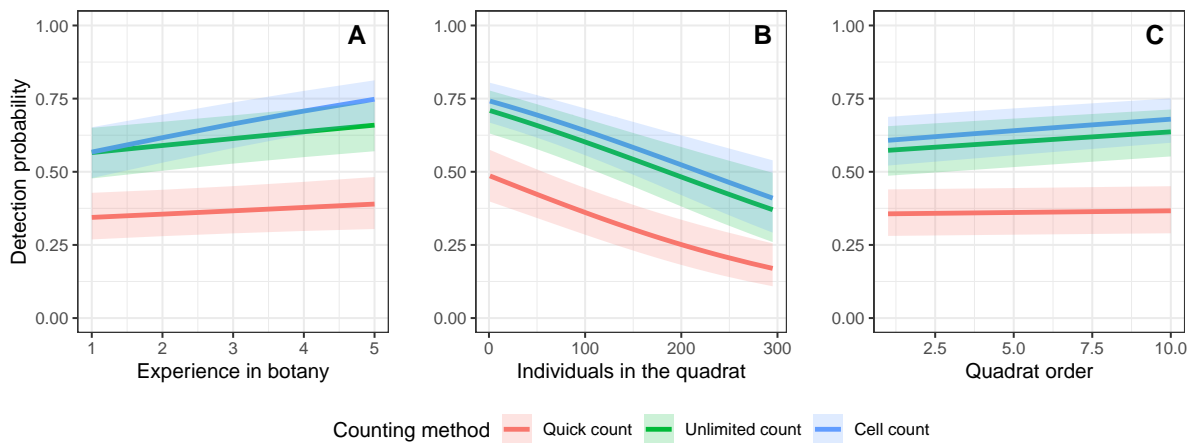 Detection probability
1.00
0.75
0.50
0.25
0.00
A
1 2 3 4 5
Experience in botany
1.00
0.75
0.50
0.25
0.00
B
0 100 200 300
Individuals in the quadrat
1.00
0.75
0.50
0.25
0.00
C
2.5 5.0 7.5 10.0
Quadrat order
Counting method Quick count Unlimited count Cell count